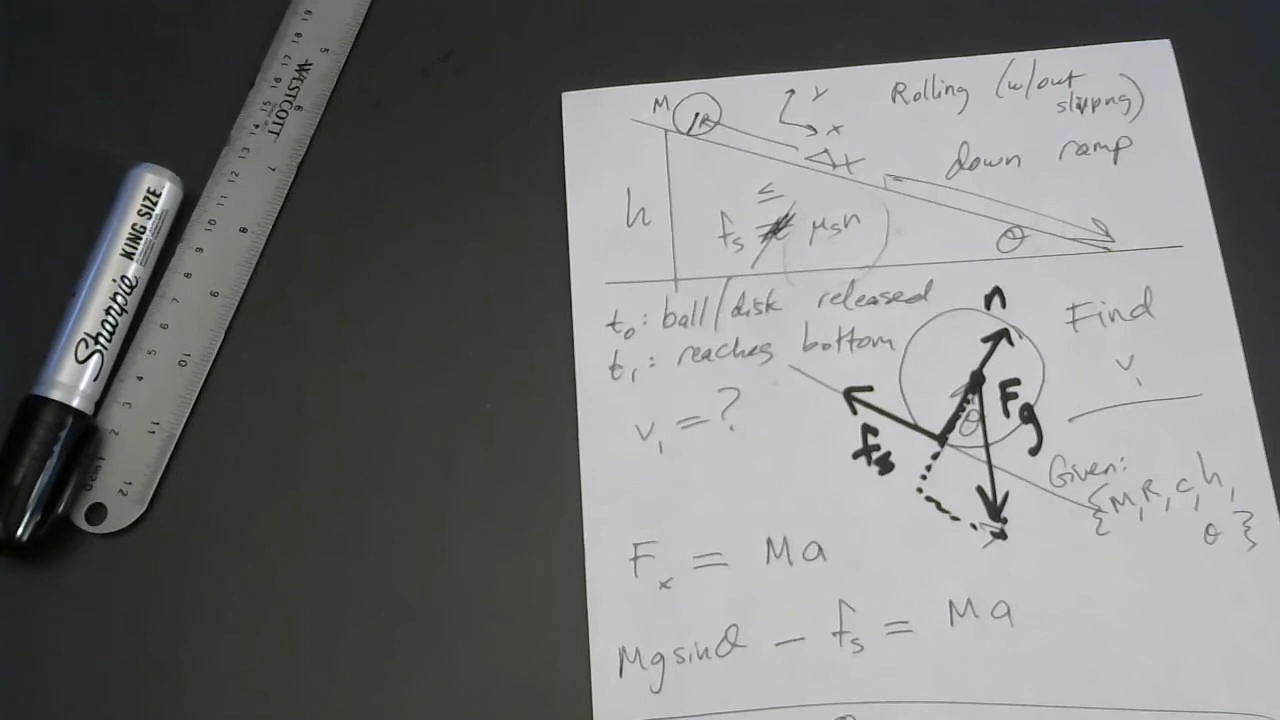 Sharpie KING SIZE
WESTCOTT
M R y x
Rolling (w/out slippng)
down ramp
Δx
h
fs ≤ μsn
θ
t₀: ball/disk released
t₁: reaches bottom
v₁ = ?
n
Fg
θ
fs
Find
v₁
Given:
{M, R, c, h,
θ}
Fx = Ma
Mg sinθ - fs = Ma